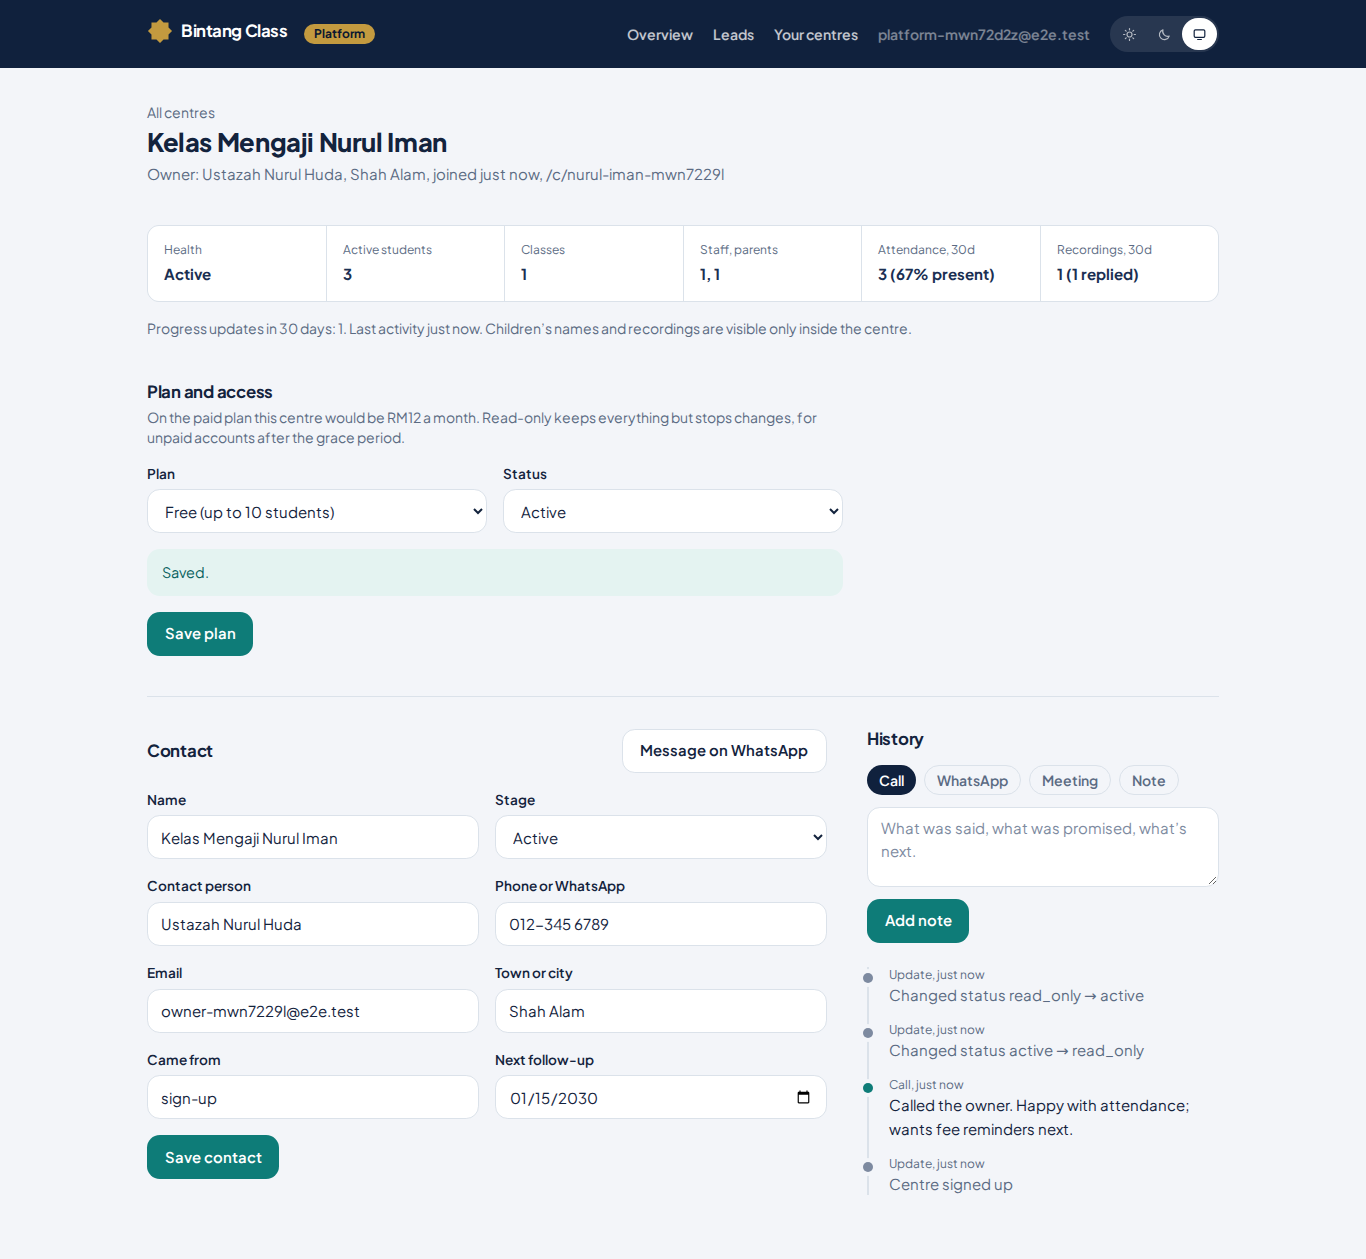 Bintang Class
Platform
Overview
Leads
Your centres
platform-mwn72d2z@e2e.test
All centres
Kelas Mengaji Nurul Iman
Owner: Ustazah Nurul Huda, Shah Alam, joined just now, /c/nurul-iman-mwn7229l
Health
Active
Active students
3
Classes
1
Staff, parents
1, 1
Attendance, 30d
3 (67% present)
Recordings, 30d
1 (1 replied)
Progress updates in 30 days: 1. Last activity just now. Children’s names and recordings are visible only inside the centre.
Plan and access
On the paid plan this centre would be RM12 a month. Read-only keeps everything but stops changes, for
unpaid accounts after the grace period.
Plan
Free (up to 10 students)
Status
Active
Saved.
Save plan
Contact
Message on WhatsApp
Name
Kelas Mengaji Nurul Iman
Stage
Active
Contact person
Ustazah Nurul Huda
Phone or WhatsApp
012-345 6789
Email
owner-mwn7229l@e2e.test
Town or city
Shah Alam
Came from
sign-up
Next follow-up
01/15/2030
Save contact
History
Call
WhatsApp
Meeting
Note
What was said, what was promised, what’s
next.
Add note
Update, just now
Changed status read_only → active
Update, just now
Changed status active → read_only
Call, just now
Called the owner. Happy with attendance;
wants fee reminders next.
Update, just now
Centre signed up